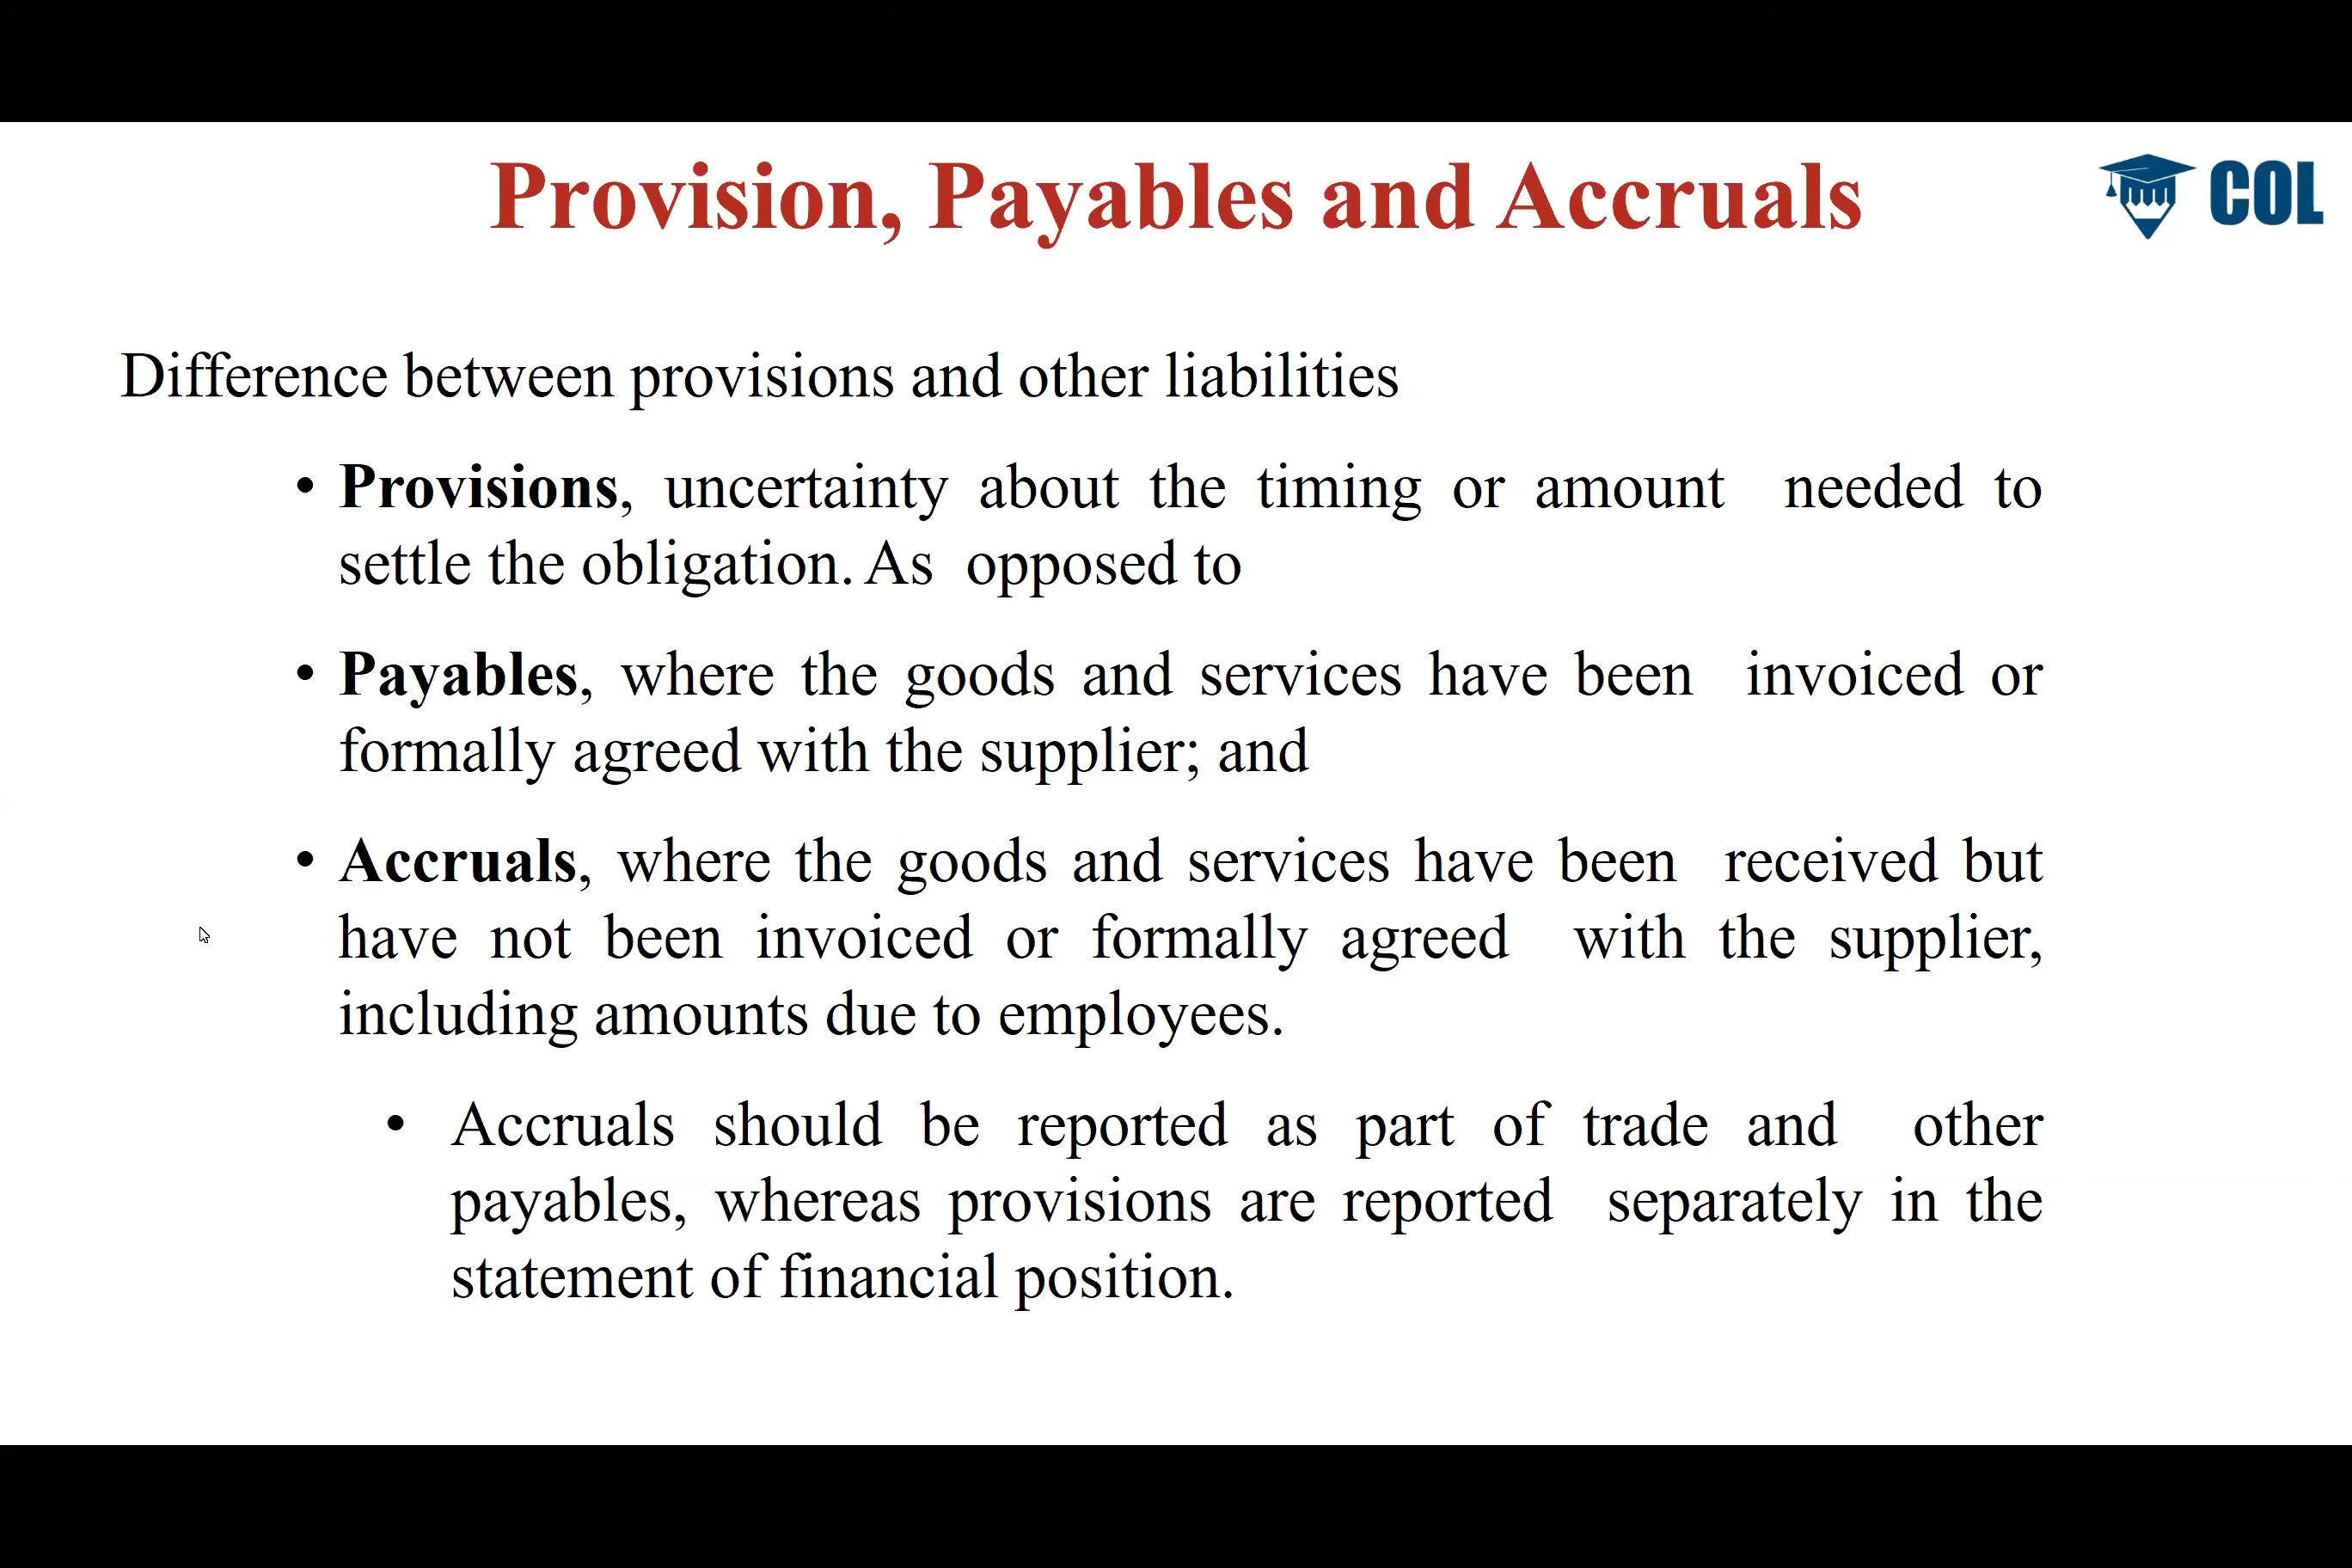 Provision, Payables and Accruals
COL
Difference between provisions and other liabilities
• Provisions, uncertainty about the timing or amount needed to
settle the obligation. As opposed to
• Payables, where the goods and services have been invoiced or
formally agreed with the supplier; and
• Accruals, where the goods and services have been received but
have not been invoiced or formally agreed with the supplier,
including amounts due to employees.
• Accruals should be reported as part of trade and other
payables, whereas provisions are reported separately in the
statement of financial position.